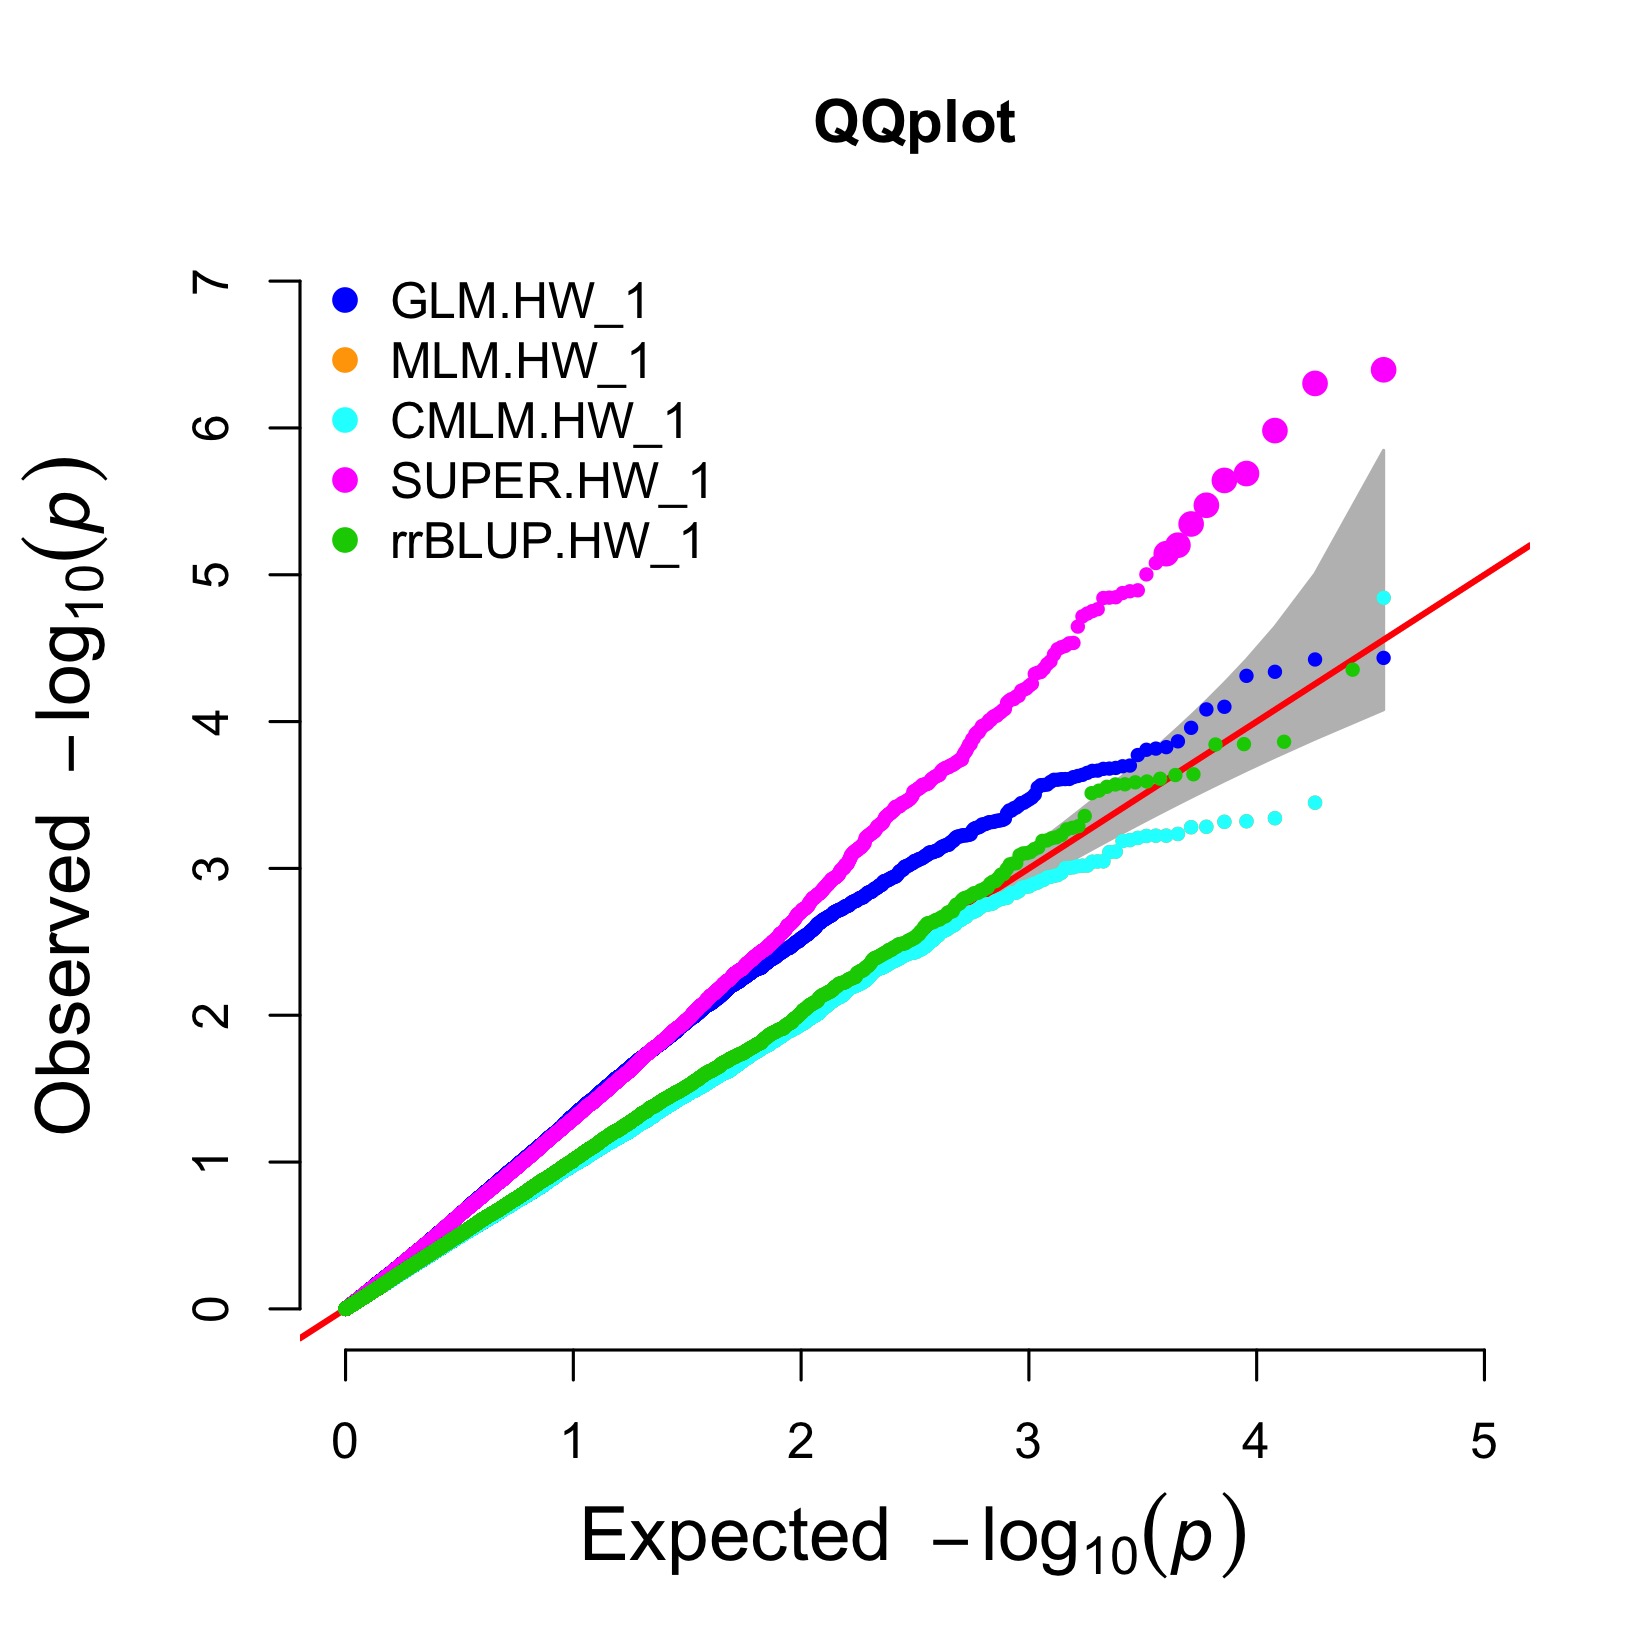 QQplot
7
6
5
4
3
2
1
0
Observed −log10(p)
GLM.HW_1
MLM.HW_1
CMLM.HW_1
SUPER.HW_1
rrBLUP.HW_1
0 1 2 3 4 5
Expected −log10(p)